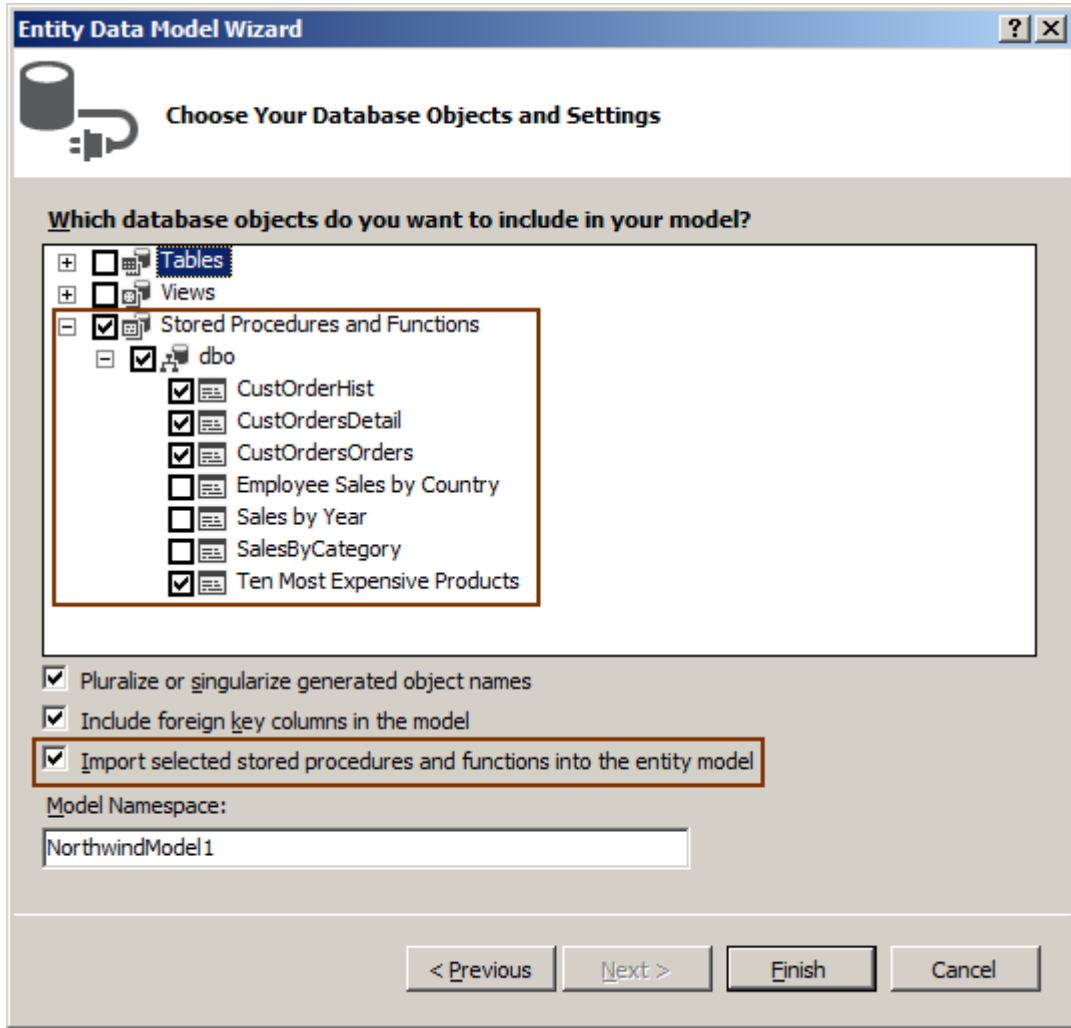 Entity Data Model Wizard
Choose Your Database Objects and Settings
Which database objects do you want to include in your model?
Tables
Views
Stored Procedures and Functions
dbo
CustOrderHist
CustOrdersDetail
CustOrdersOrders
Employee Sales by Country
Sales by Year
SalesByCategory
Ten Most Expensive Products
Pluralize or singularize generated object names
Include foreign key columns in the model
Import selected stored procedures and functions into the entity model
Model Namespace:
NorthwindModel1
< Previous Next > Finish Cancel